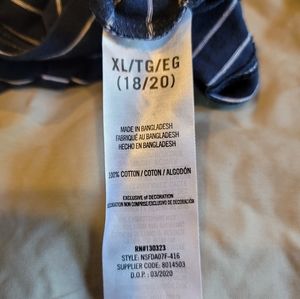 XL/TG/EG
(18/20)
MADE IN BANGLADESH
FABRIQUÉ AU BANGLADESH
HECHO EN BANGLADESH
100% COTTON / COTON / ALGODÓN
EXCLUSIVE of DECORATION
DECORATION NON COMPRISE/EXCLUSIVO DE DECORACIÓN
RN#130323
STYLE: NSFDA07F-416
SUPPLIER CODE: 8014503
D.O.P. : 03/2020